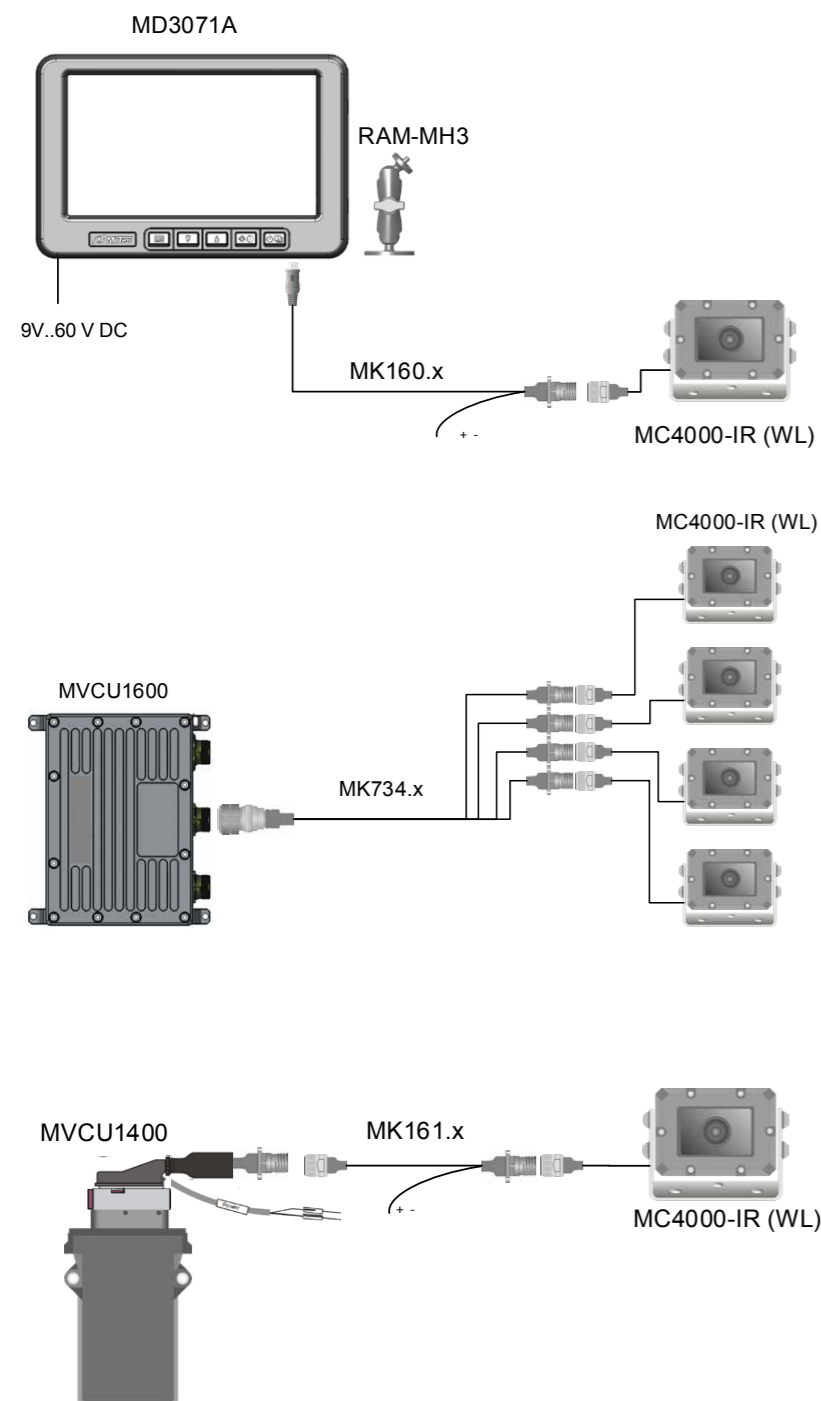 MD3071A
RAM-MH3
9V..60 V DC
MK160.x
+ -
MC4000-IR (WL)
MC4000-IR (WL)
MVCU1600
MK734.x
MVCU1400
MK161.x
Power
+ -
MC4000-IR (WL)